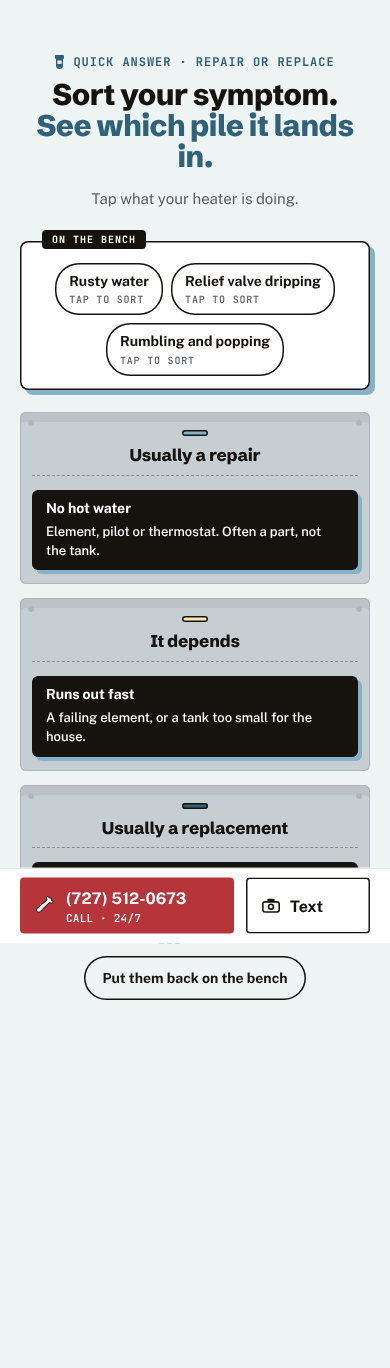 QUICK ANSWER · REPAIR OR REPLACE
Sort your symptom.
See which pile it lands
in.
Tap what your heater is doing.
ON THE BENCH
Rusty water
TAP TO SORT
Relief valve dripping
TAP TO SORT
Rumbling and popping
TAP TO SORT
Usually a repair
No hot water
Element, pilot or thermostat. Often a part, not
the tank.
It depends
Runs out fast
A failing element, or a tank too small for the
house.
Usually a replacement
(727) 512-0673
CALL · 24/7
Text
Put them back on the bench